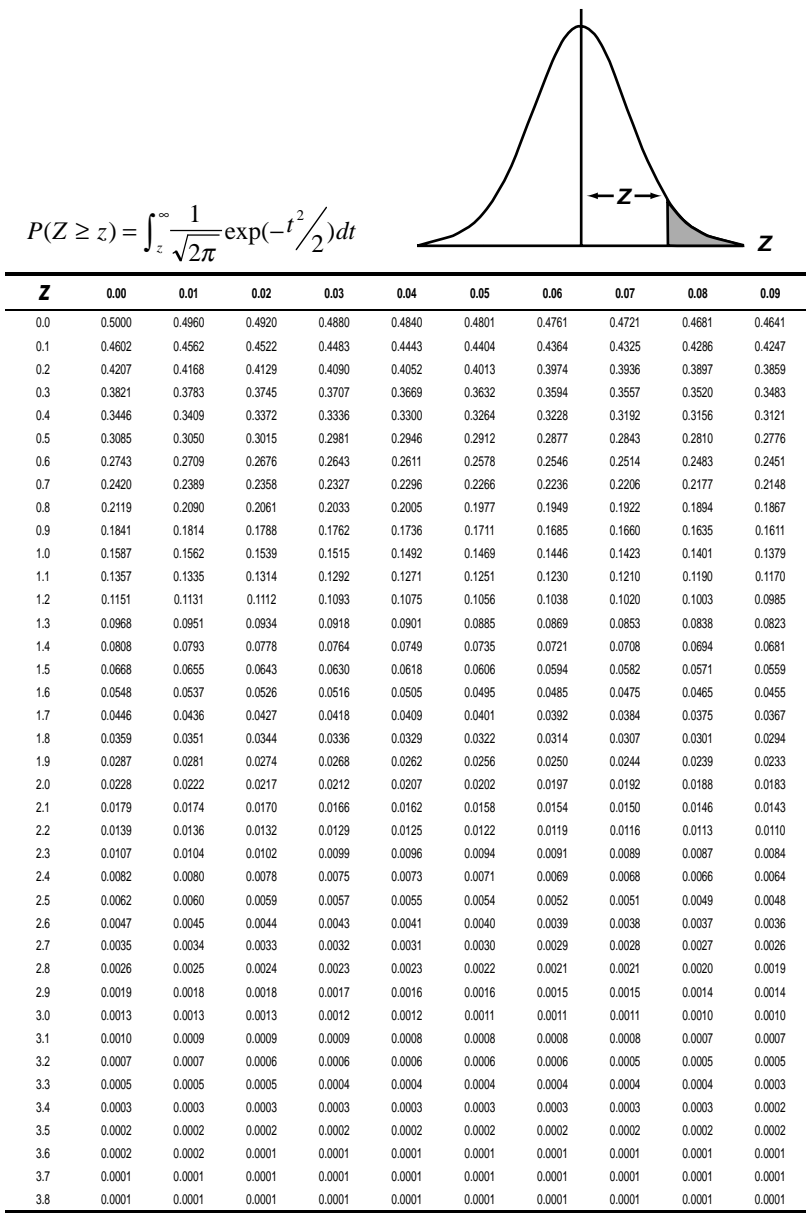 Z
P(Z ≥ z) = ∫_z^∞ 1/√2π exp(−t²/2)dt
Z
Z 0.00 0.01 0.02 0.03 0.04 0.05 0.06 0.07 0.08 0.09
0.0 0.5000 0.4960 0.4920 0.4880 0.4840 0.4801 0.4761 0.4721 0.4681 0.4641
0.1 0.4602 0.4562 0.4522 0.4483 0.4443 0.4404 0.4364 0.4325 0.4286 0.4247
0.2 0.4207 0.4168 0.4129 0.4090 0.4052 0.4013 0.3974 0.3936 0.3897 0.3859
0.3 0.3821 0.3783 0.3745 0.3707 0.3669 0.3632 0.3594 0.3557 0.3520 0.3483
0.4 0.3446 0.3409 0.3372 0.3336 0.3300 0.3264 0.3228 0.3192 0.3156 0.3121
0.5 0.3085 0.3050 0.3015 0.2981 0.2946 0.2912 0.2877 0.2843 0.2810 0.2776
0.6 0.2743 0.2709 0.2676 0.2643 0.2611 0.2578 0.2546 0.2514 0.2483 0.2451
0.7 0.2420 0.2389 0.2358 0.2327 0.2296 0.2266 0.2236 0.2206 0.2177 0.2148
0.8 0.2119 0.2090 0.2061 0.2033 0.2005 0.1977 0.1949 0.1922 0.1894 0.1867
0.9 0.1841 0.1814 0.1788 0.1762 0.1736 0.1711 0.1685 0.1660 0.1635 0.1611
1.0 0.1587 0.1562 0.1539 0.1515 0.1492 0.1469 0.1446 0.1423 0.1401 0.1379
1.1 0.1357 0.1335 0.1314 0.1292 0.1271 0.1251 0.1230 0.1210 0.1190 0.1170
1.2 0.1151 0.1131 0.1112 0.1093 0.1075 0.1056 0.1038 0.1020 0.1003 0.0985
1.3 0.0968 0.0951 0.0934 0.0918 0.0901 0.0885 0.0869 0.0853 0.0838 0.0823
1.4 0.0808 0.0793 0.0778 0.0764 0.0749 0.0735 0.0721 0.0708 0.0694 0.0681
1.5 0.0668 0.0655 0.0643 0.0630 0.0618 0.0606 0.0594 0.0582 0.0571 0.0559
1.6 0.0548 0.0537 0.0526 0.0516 0.0505 0.0495 0.0485 0.0475 0.0465 0.0455
1.7 0.0446 0.0436 0.0427 0.0418 0.0409 0.0401 0.0392 0.0384 0.0375 0.0367
1.8 0.0359 0.0351 0.0344 0.0336 0.0329 0.0322 0.0314 0.0307 0.0301 0.0294
1.9 0.0287 0.0281 0.0274 0.0268 0.0262 0.0256 0.0250 0.0244 0.0239 0.0233
2.0 0.0228 0.0222 0.0217 0.0212 0.0207 0.0202 0.0197 0.0192 0.0188 0.0183
2.1 0.0179 0.0174 0.0170 0.0166 0.0162 0.0158 0.0154 0.0150 0.0146 0.0143
2.2 0.0139 0.0136 0.0132 0.0129 0.0125 0.0122 0.0119 0.0116 0.0113 0.0110
2.3 0.0107 0.0104 0.0102 0.0099 0.0096 0.0094 0.0091 0.0089 0.0087 0.0084
2.4 0.0082 0.0080 0.0078 0.0075 0.0073 0.0071 0.0069 0.0068 0.0066 0.0064
2.5 0.0062 0.0060 0.0059 0.0057 0.0055 0.0054 0.0052 0.0051 0.0049 0.0048
2.6 0.0047 0.0045 0.0044 0.0043 0.0041 0.0040 0.0039 0.0038 0.0037 0.0036
2.7 0.0035 0.0034 0.0033 0.0032 0.0031 0.0030 0.0029 0.0028 0.0027 0.0026
2.8 0.0026 0.0025 0.0024 0.0023 0.0023 0.0022 0.0021 0.0021 0.0020 0.0019
2.9 0.0019 0.0018 0.0018 0.0017 0.0016 0.0016 0.0015 0.0015 0.0014 0.0014
3.0 0.0013 0.0013 0.0013 0.0012 0.0012 0.0011 0.0011 0.0011 0.0010 0.0010
3.1 0.0010 0.0009 0.0009 0.0009 0.0008 0.0008 0.0008 0.0008 0.0007 0.0007
3.2 0.0007 0.0007 0.0006 0.0006 0.0006 0.0006 0.0006 0.0005 0.0005 0.0005
3.3 0.0005 0.0005 0.0005 0.0004 0.0004 0.0004 0.0004 0.0004 0.0004 0.0003
3.4 0.0003 0.0003 0.0003 0.0003 0.0003 0.0003 0.0003 0.0003 0.0003 0.0002
3.5 0.0002 0.0002 0.0002 0.0002 0.0002 0.0002 0.0002 0.0002 0.0002 0.0002
3.6 0.0002 0.0002 0.0001 0.0001 0.0001 0.0001 0.0001 0.0001 0.0001 0.0001
3.7 0.0001 0.0001 0.0001 0.0001 0.0001 0.0001 0.0001 0.0001 0.0001 0.0001
3.8 0.0001 0.0001 0.0001 0.0001 0.0001 0.0001 0.0001 0.0001 0.0001 0.0001